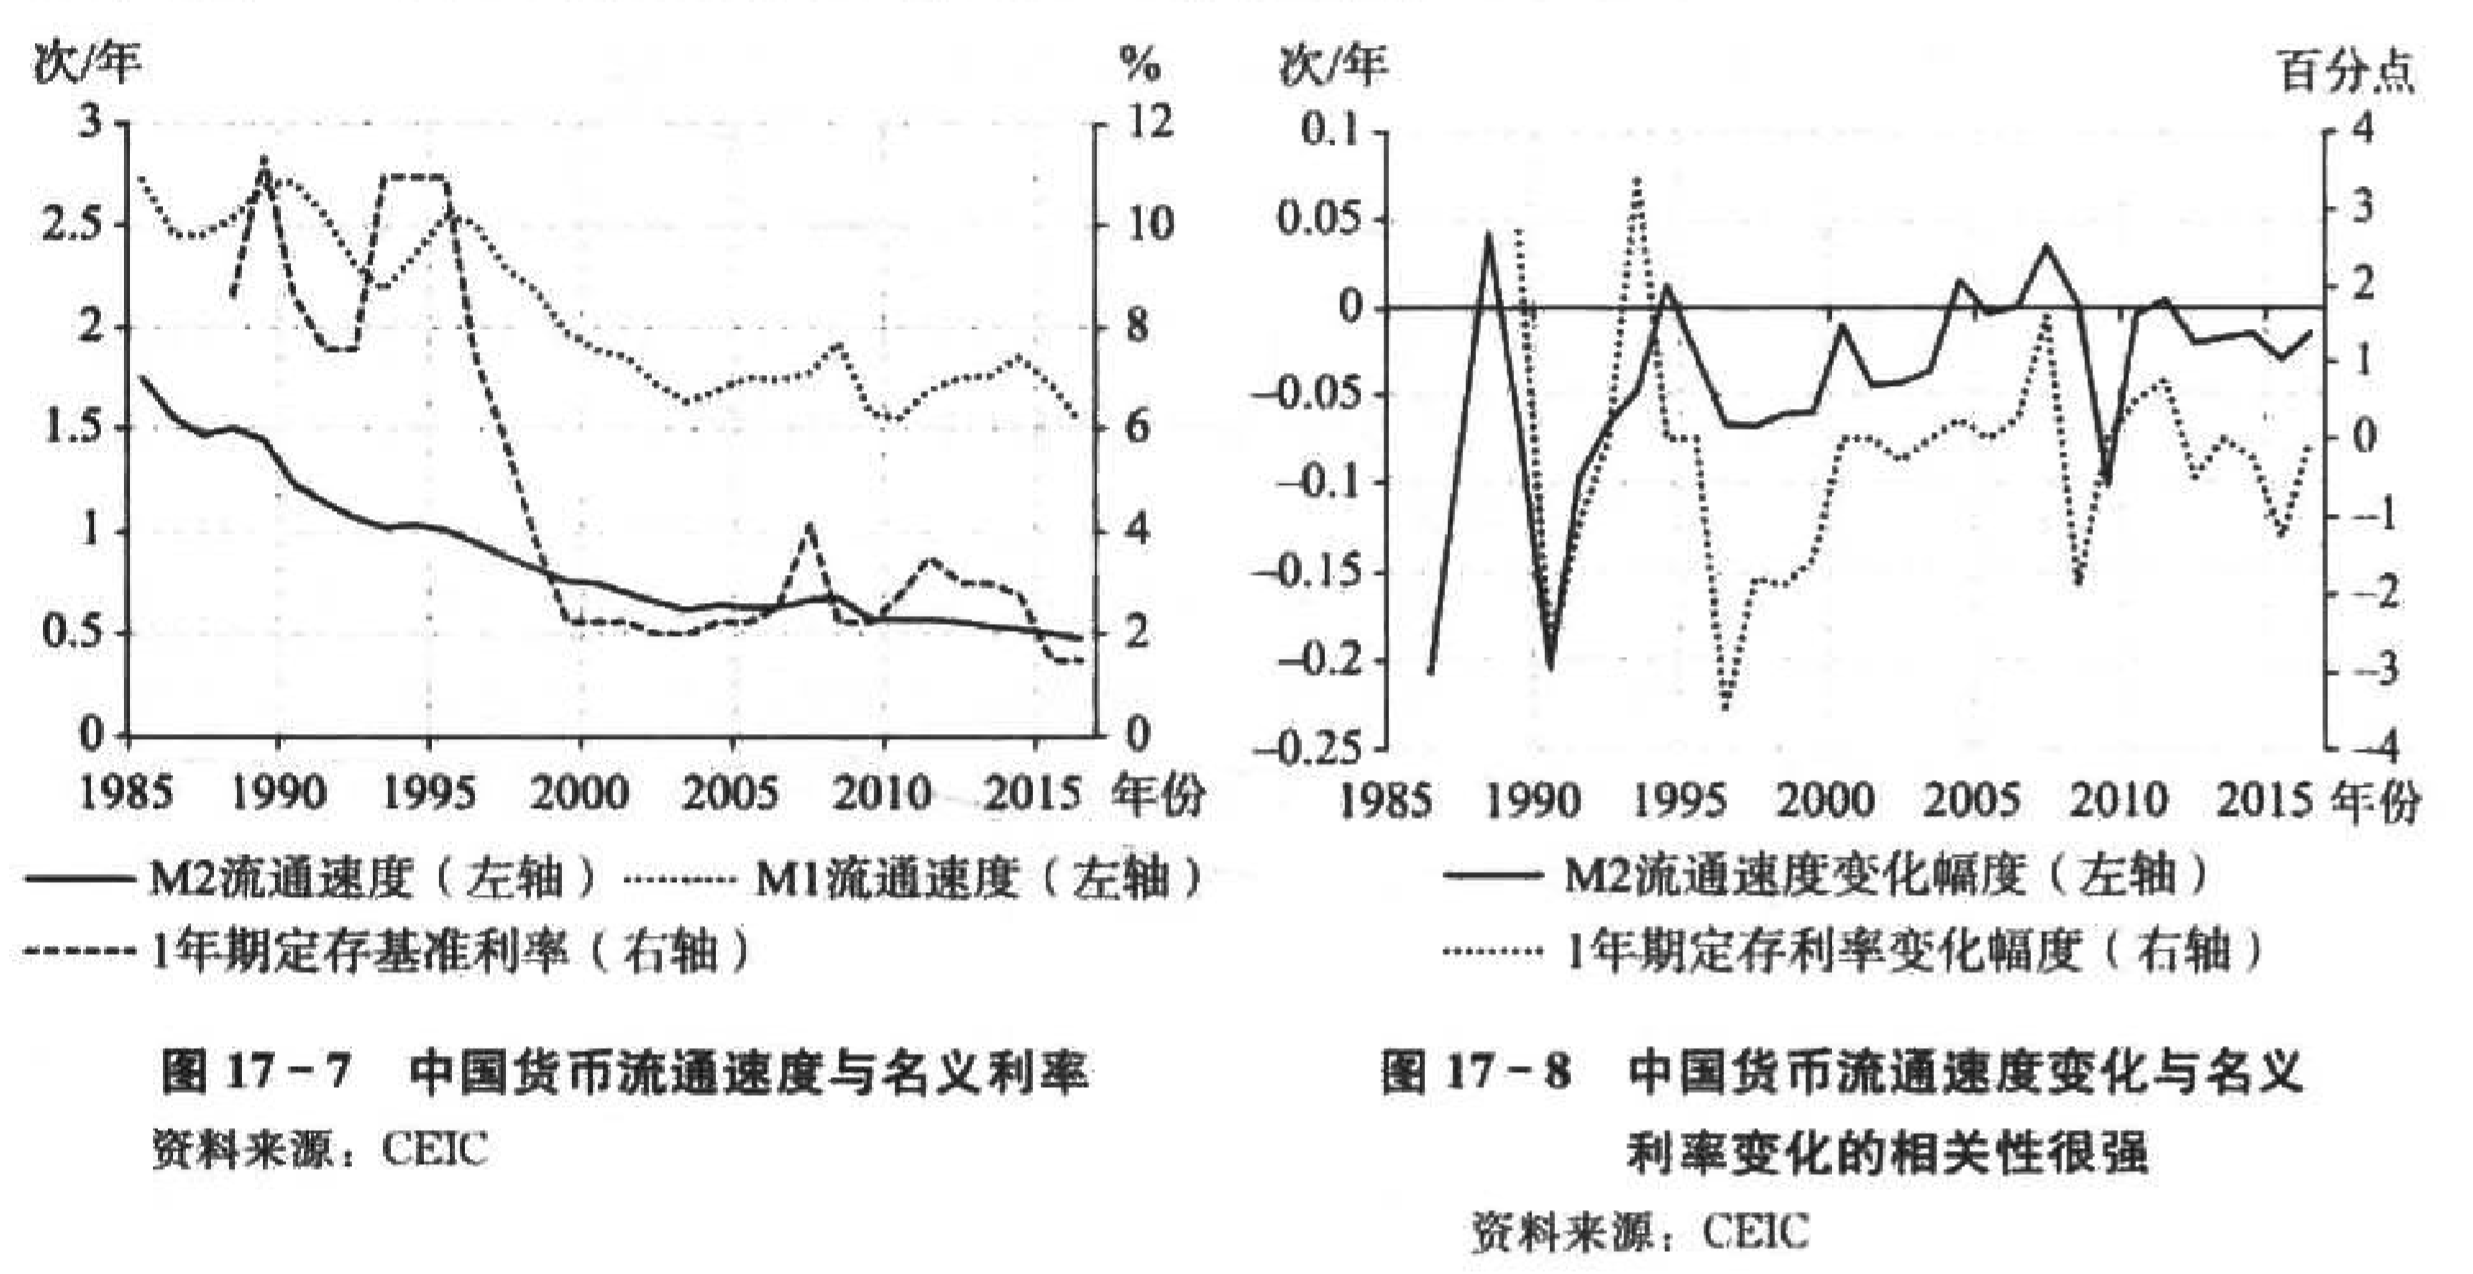 次/年
%
3
2.5
2
1.5
1
0.5
0
12
10
8
6
4
2
0
1985 1990 1995 2000 2005 2010 2015 年份
M2流通速度（左轴） M1流通速度（左轴）
1年期定存基准利率（右轴）
图 17-7 中国货币流通速度与名义利率
资料来源：CEIC
次/年
百分点
0.1
0.05
0
-0.05
-0.1
-0.15
-0.2
-0.25
4
3
2
1
0
-1
-2
-3
-4
1985 1990 1995 2000 2005 2010 2015 年份
M2流通速度变化幅度（左轴）
1年期定存利率变化幅度（右轴）
图 17-8 中国货币流通速度变化与名义
利率变化的相关性很强
资料来源：CEIC